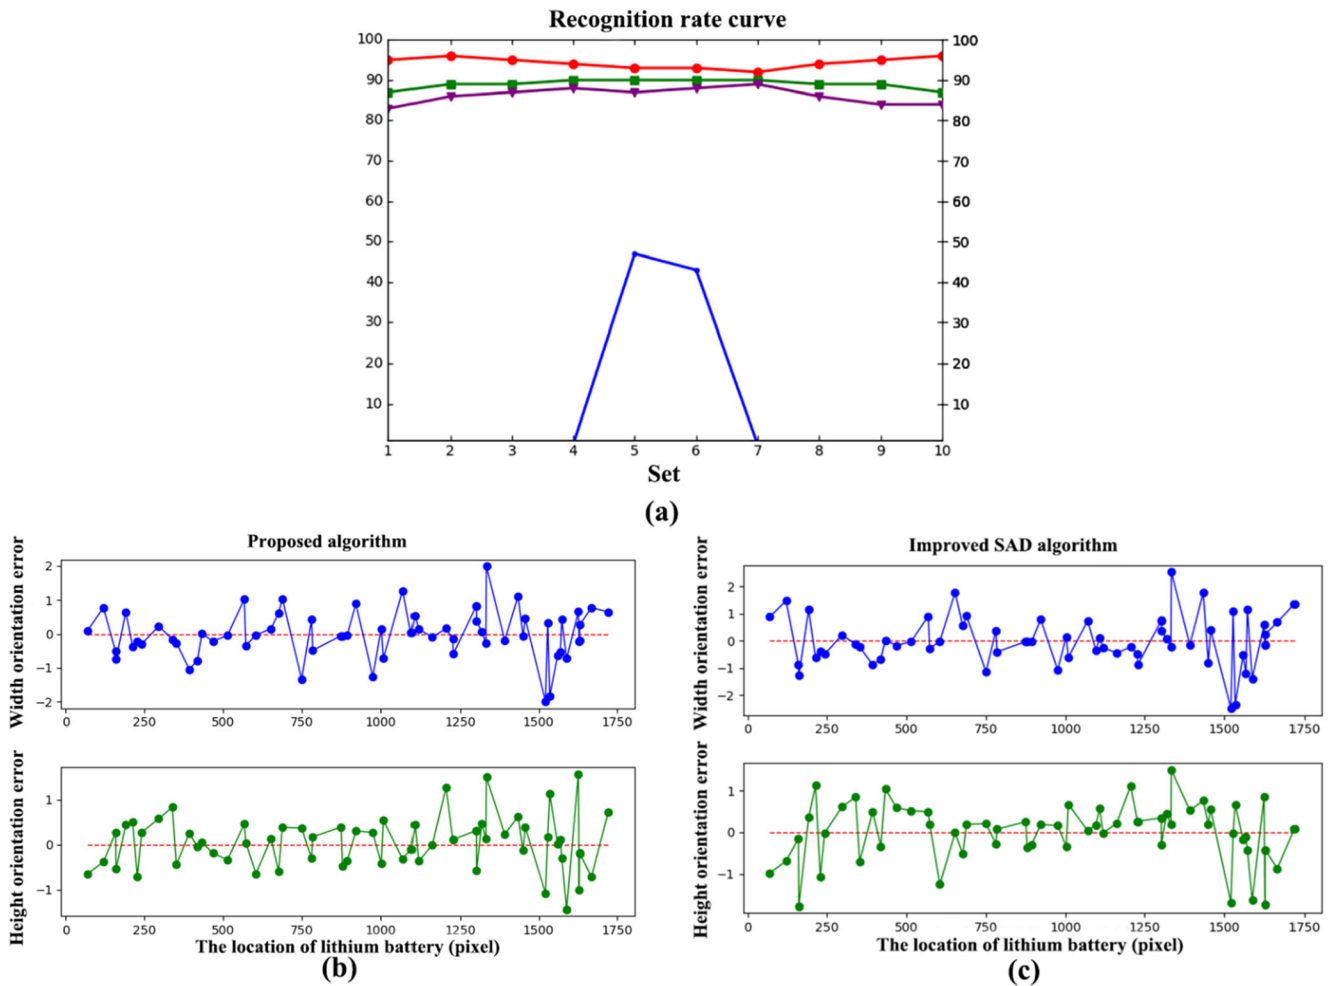 Recognition rate curve
100
90
80
70
60
50
40
30
20
10
100
90
80
70
60
50
40
30
20
10
1 2 3 4 5 6 7 8 9 10
Set
(a)
Proposed algorithm
Width orientation error
2
1
0
−1
−2
0 250 500 750 1000 1250 1500 1750
Height orientation error
1
0
−1
0 250 500 750 1000 1250 1500 1750
The location of lithium battery (pixel)
(b)
Improved SAD algorithm
Width orientation error
2
1
0
−1
−2
0 250 500 750 1000 1250 1500 1750
Height orientation error
1
0
−1
0 250 500 750 1000 1250 1500 1750
The location of lithium battery (pixel)
(c)